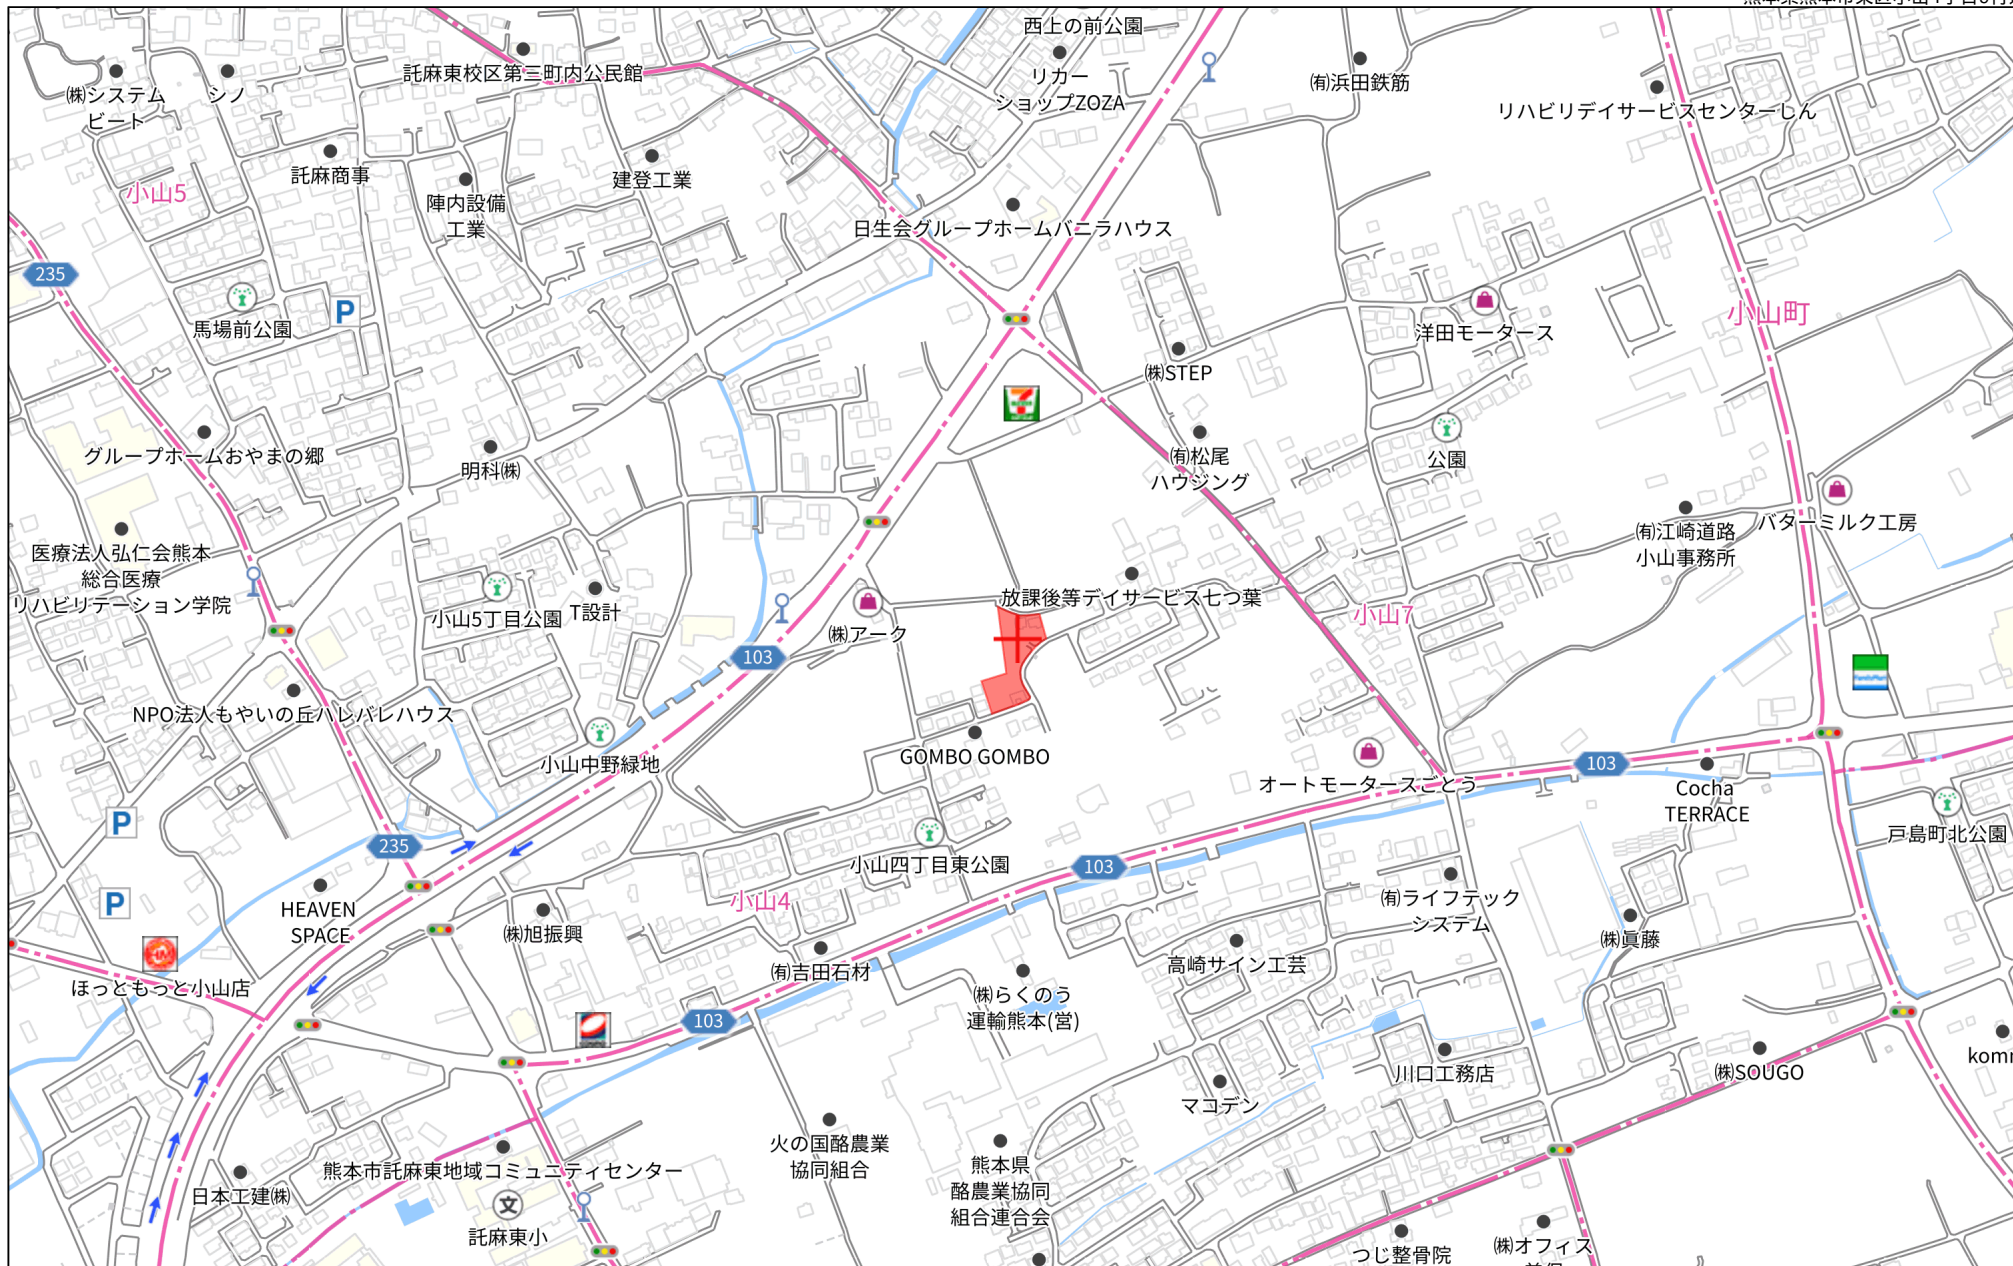 西上の前公園
託麻東校区第三町内公民館
リカー
ショップZOZA
㈲浜田鉄筋
㈱システム
ビート
シノ
リハビリデイサービスセンターしん
託麻商事
建登工業
小山5
陣内設備
工業
日生会グループホームバニラハウス
235
馬場前公園
P
小山町
洋田モータース
㈱STEP
グループホームおやまの郷
明科㈱
㈲松尾
ハウジング
公園
バターミルク工房
㈲江崎道路
小山事務所
医療法人弘仁会熊本
総合医療
リハビリテーション学院
小山5丁目公園
T設計
放課後等デイサービス七つ葉
小山7
㈱アーク
103
FamilyMart
NPO法人もやいの丘ハレバレハウス
小山中野緑地
GOMBO GOMBO
オートモータースごとう
103
Cocha
TERRACE
P
戸島町北公園
235
小山四丁目東公園
103
小山4
㈲ライフテック
システム
P
HEAVEN
SPACE
㈱旭振興
㈱眞藤
HM
ほっともっと小山店
㈲吉田石材
高崎サイン工芸
㈱らくのう
運輸熊本(営)
103
川口工務店
㈱SOUGO
マコデン
火の国酪農業
協同組合
熊本市託麻東地域コミュニティセンター
熊本県
酪農業協同
組合連合会
日本工建㈱
文
託麻東小
つじ整骨院
㈱オフィス